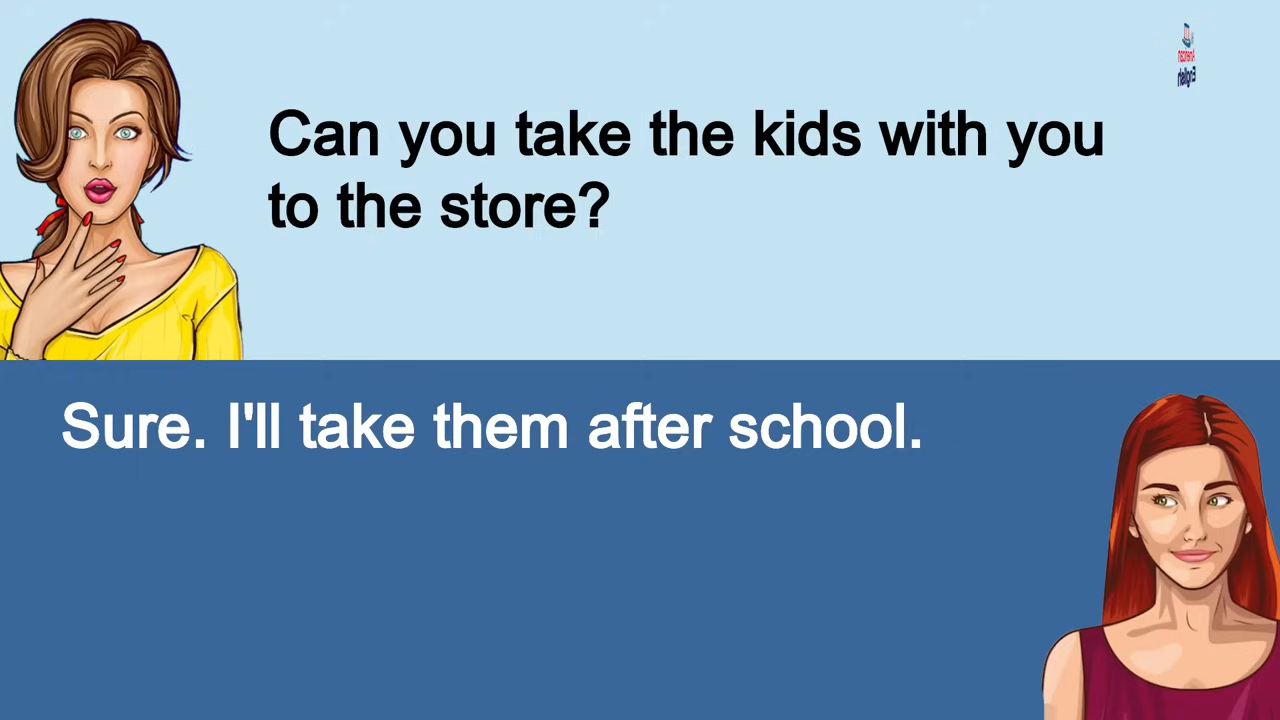 Can you take the kids with you
to the store?
Sure. I'll take them after school.